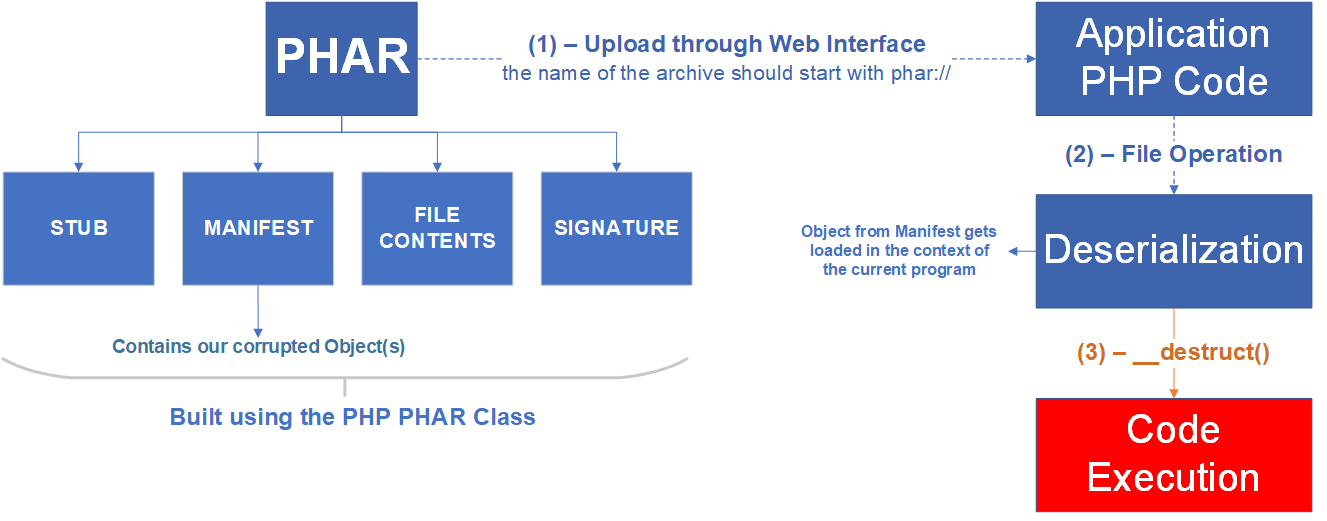 PHAR
(1) – Upload through Web Interface
the name of the archive should start with phar://
Application
PHP Code
(2) – File Operation
STUB
MANIFEST
FILE
CONTENTS
SIGNATURE
Object from Manifest gets
loaded in the context of
the current program
Deserialization
Contains our corrupted Object(s)
(3) – __destruct()
Built using the PHP PHAR Class
Code
Execution